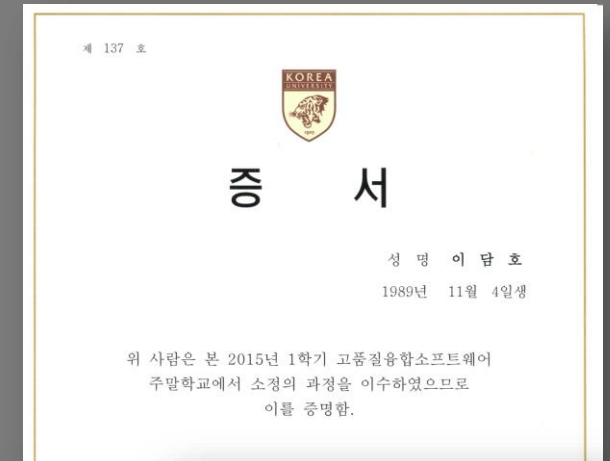 제 137 호
KOREA
UNIVERSITY
1905
증 서
성 명 이 담 호
1989년 11월 4일생
위 사람은 본 2015년 1학기 고품질융합소프트웨어
주말학교에서 소정의 과정을 이수하였으므로
이를 증명함.